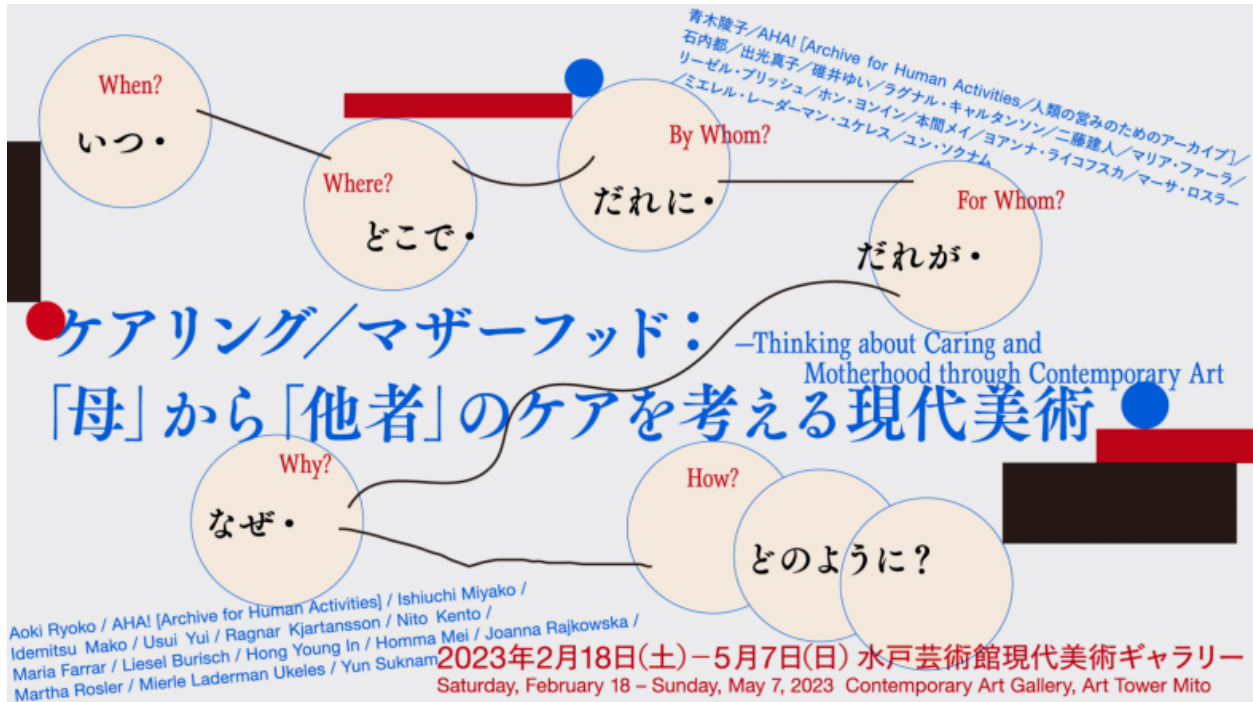 青木陵子／AHA! [Archive for Human Activities／人類の営みのためのアーカイブ]／
石内都／出光真子／碓井ゆい／ラグナル・キャルタンソン／二藤建人／マリア・ファーラ／
リーゼル・ブリッシュ／ホン・ヨンイン／本間メイ／ヨアンナ・ライコフスカ／マーサ・ロスラー
／ミエレル・レーダーマン・ユケレス／ユン・ソクナム
When?
いつ・
Where?
どこで・
By Whom?
だれに・
For Whom?
だれが・
ケアリング／マザーフッド：
「母」から「他者」のケアを考える現代美術
—Thinking about Caring and
Motherhood through Contemporary Art
Why?
なぜ・
How?
どのように？
Aoki Ryoko / AHA! [Archive for Human Activities] / Ishiuchi Miyako /
Idemitsu Mako / Usui Yui / Ragnar Kjartansson / Nito Kento /
Maria Farrar / Liesel Burisch / Hong Young In / Homma Mei / Joanna Rajkowska /
Martha Rosler / Mierle Laderman Ukeles / Yun Suknam
2023年2月18日(土)－5月7日(日) 水戸芸術館現代美術ギャラリー
Saturday, February 18 – Sunday, May 7, 2023 Contemporary Art Gallery, Art Tower Mito